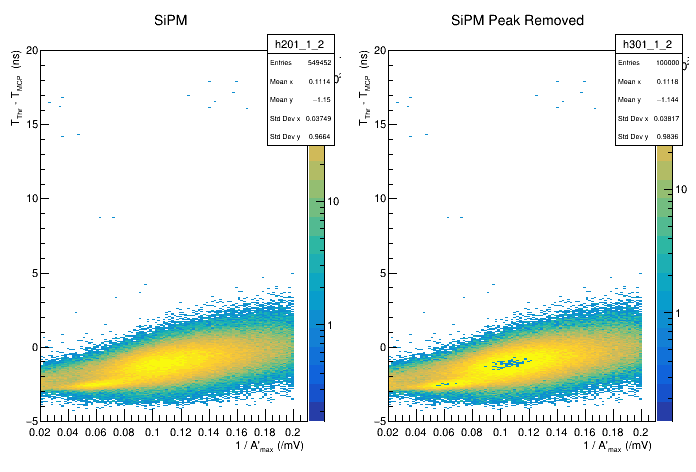 SiPM
h201_1_2
Entries 549452
Mean x 0.1114
Mean y −1.15
Std Dev x 0.03749
Std Dev y 0.9664
T_Thr - T_MCP (ns)
20
15
10
5
0
−5
0.02 0.04 0.06 0.08 0.1 0.12 0.14 0.16 0.18 0.2
1 / A'_max (/mV)
10
1
SiPM Peak Removed
h301_1_2
Entries 100000
Mean x 0.1118
Mean y −1.144
Std Dev x 0.03817
Std Dev y 0.9836
T_Thr - T_MCP (ns)
20
15
10
5
0
−5
0.02 0.04 0.06 0.08 0.1 0.12 0.14 0.16 0.18 0.2
1 / A'_max (/mV)
10
1